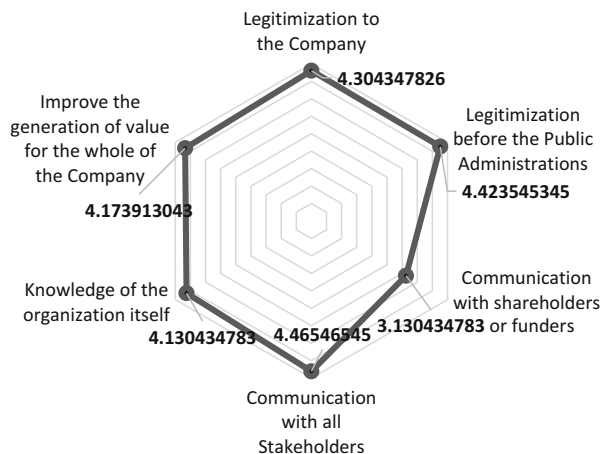 Legitimization to
the Company
4.304347826
Legitimization
before the Public
Administrations
4.423545345
Communication
with shareholders
3.130434783 or funders
4.46546545
Communication
with all
Stakeholders
Knowledge of the
organization itself
4.130434783
Improve the
generation of value
for the whole of
the Company
4.173913043